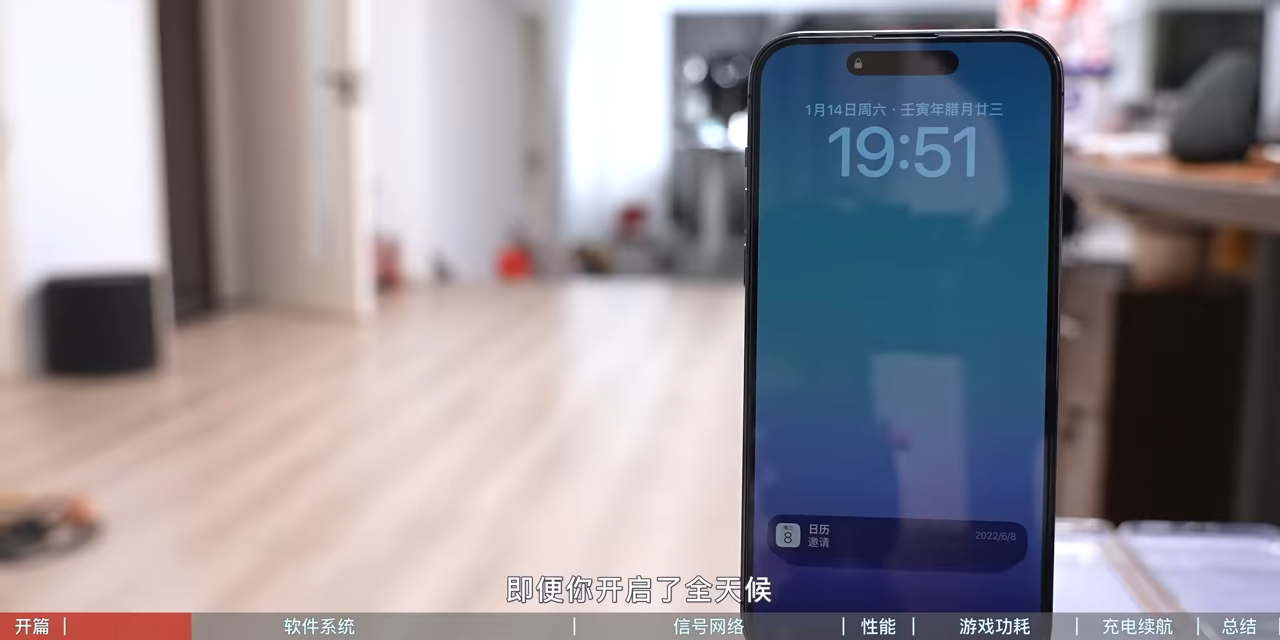 1月14日周六 · 壬寅年腊月廿三
19:51
8
日历
邀请
2022/6/8
即便你开启了全天候
开篇 | 软件系统 | 信号网络 | 性能 | 游戏功耗 | 充电续航 | 总结